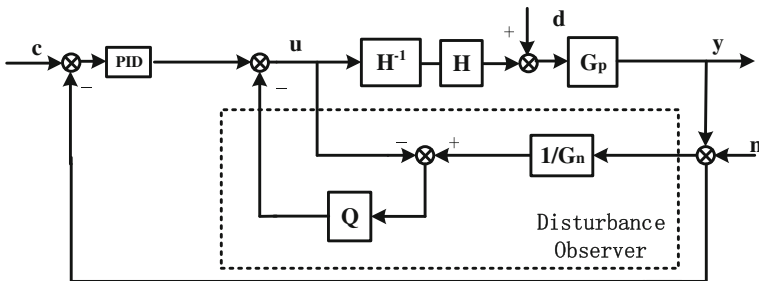 d
+
c
u
y
PID
H⁻¹
H
Gp
−
−
−
+
1/Gn
n
Q
Disturbance
Observer